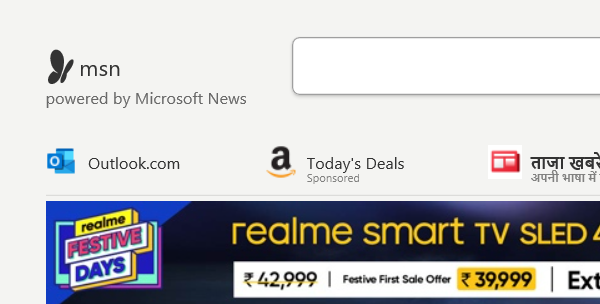 msn
powered by Microsoft News
Outlook.com
Today's Deals
Sponsored
ताजा खबरें
अपनी भाषा में
realme
FESTIVE
DAYS
realme smart TV SLED 4
₹ 42,999 | Festive First Sale Offer ₹ 39,999 | Ext